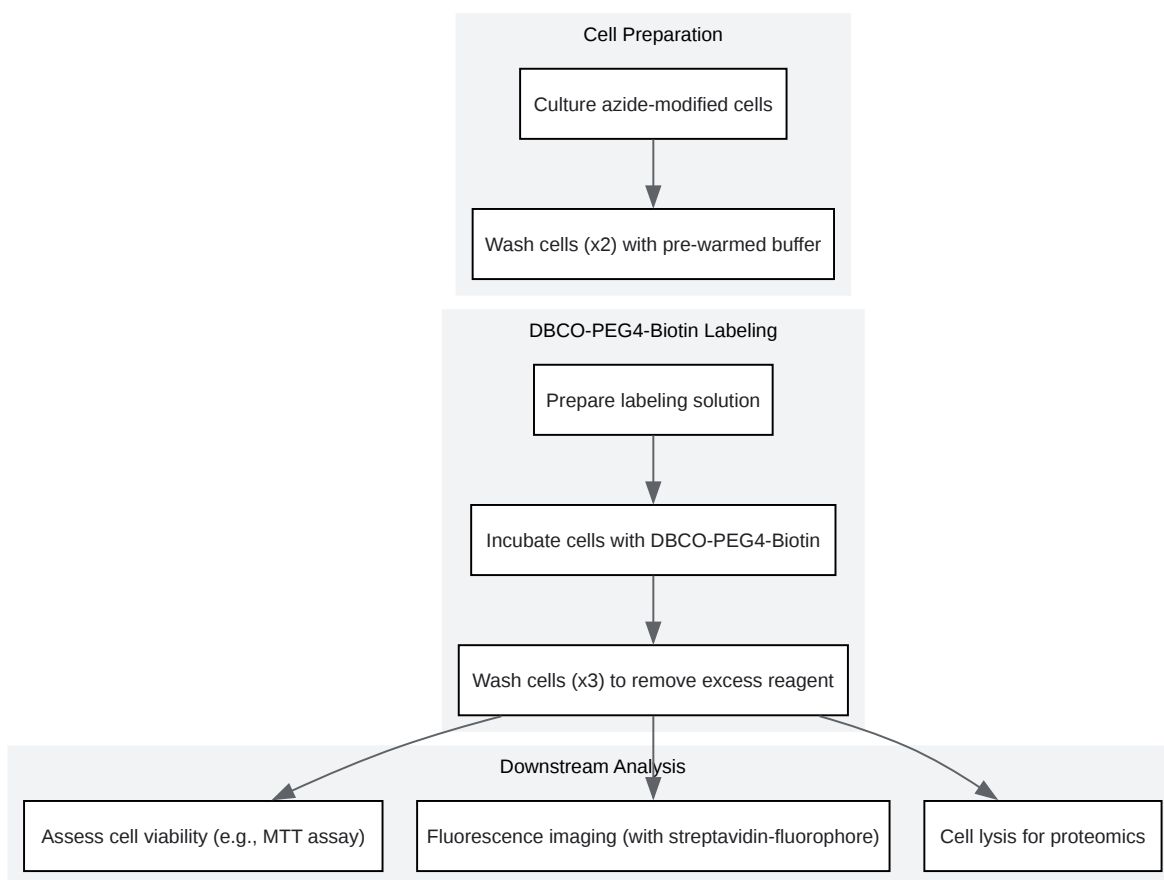 Cell Preparation
Culture azide-modified cells
Wash cells (x2) with pre-warmed buffer
DBCO-PEG4-Biotin Labeling
Prepare labeling solution
Incubate cells with DBCO-PEG4-Biotin
Wash cells (x3) to remove excess reagent
Downstream Analysis
Assess cell viability (e.g., MTT assay)
Fluorescence imaging (with streptavidin-fluorophore)
Cell lysis for proteomics